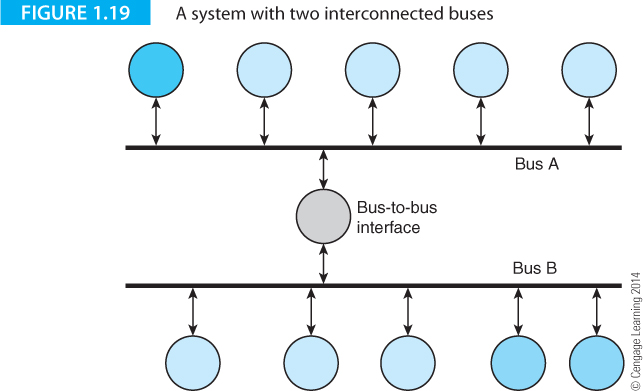 FIGURE 1.19 A system with two interconnected buses
Bus A
Bus-to-bus
interface
Bus B
© Cengage Learning 2014